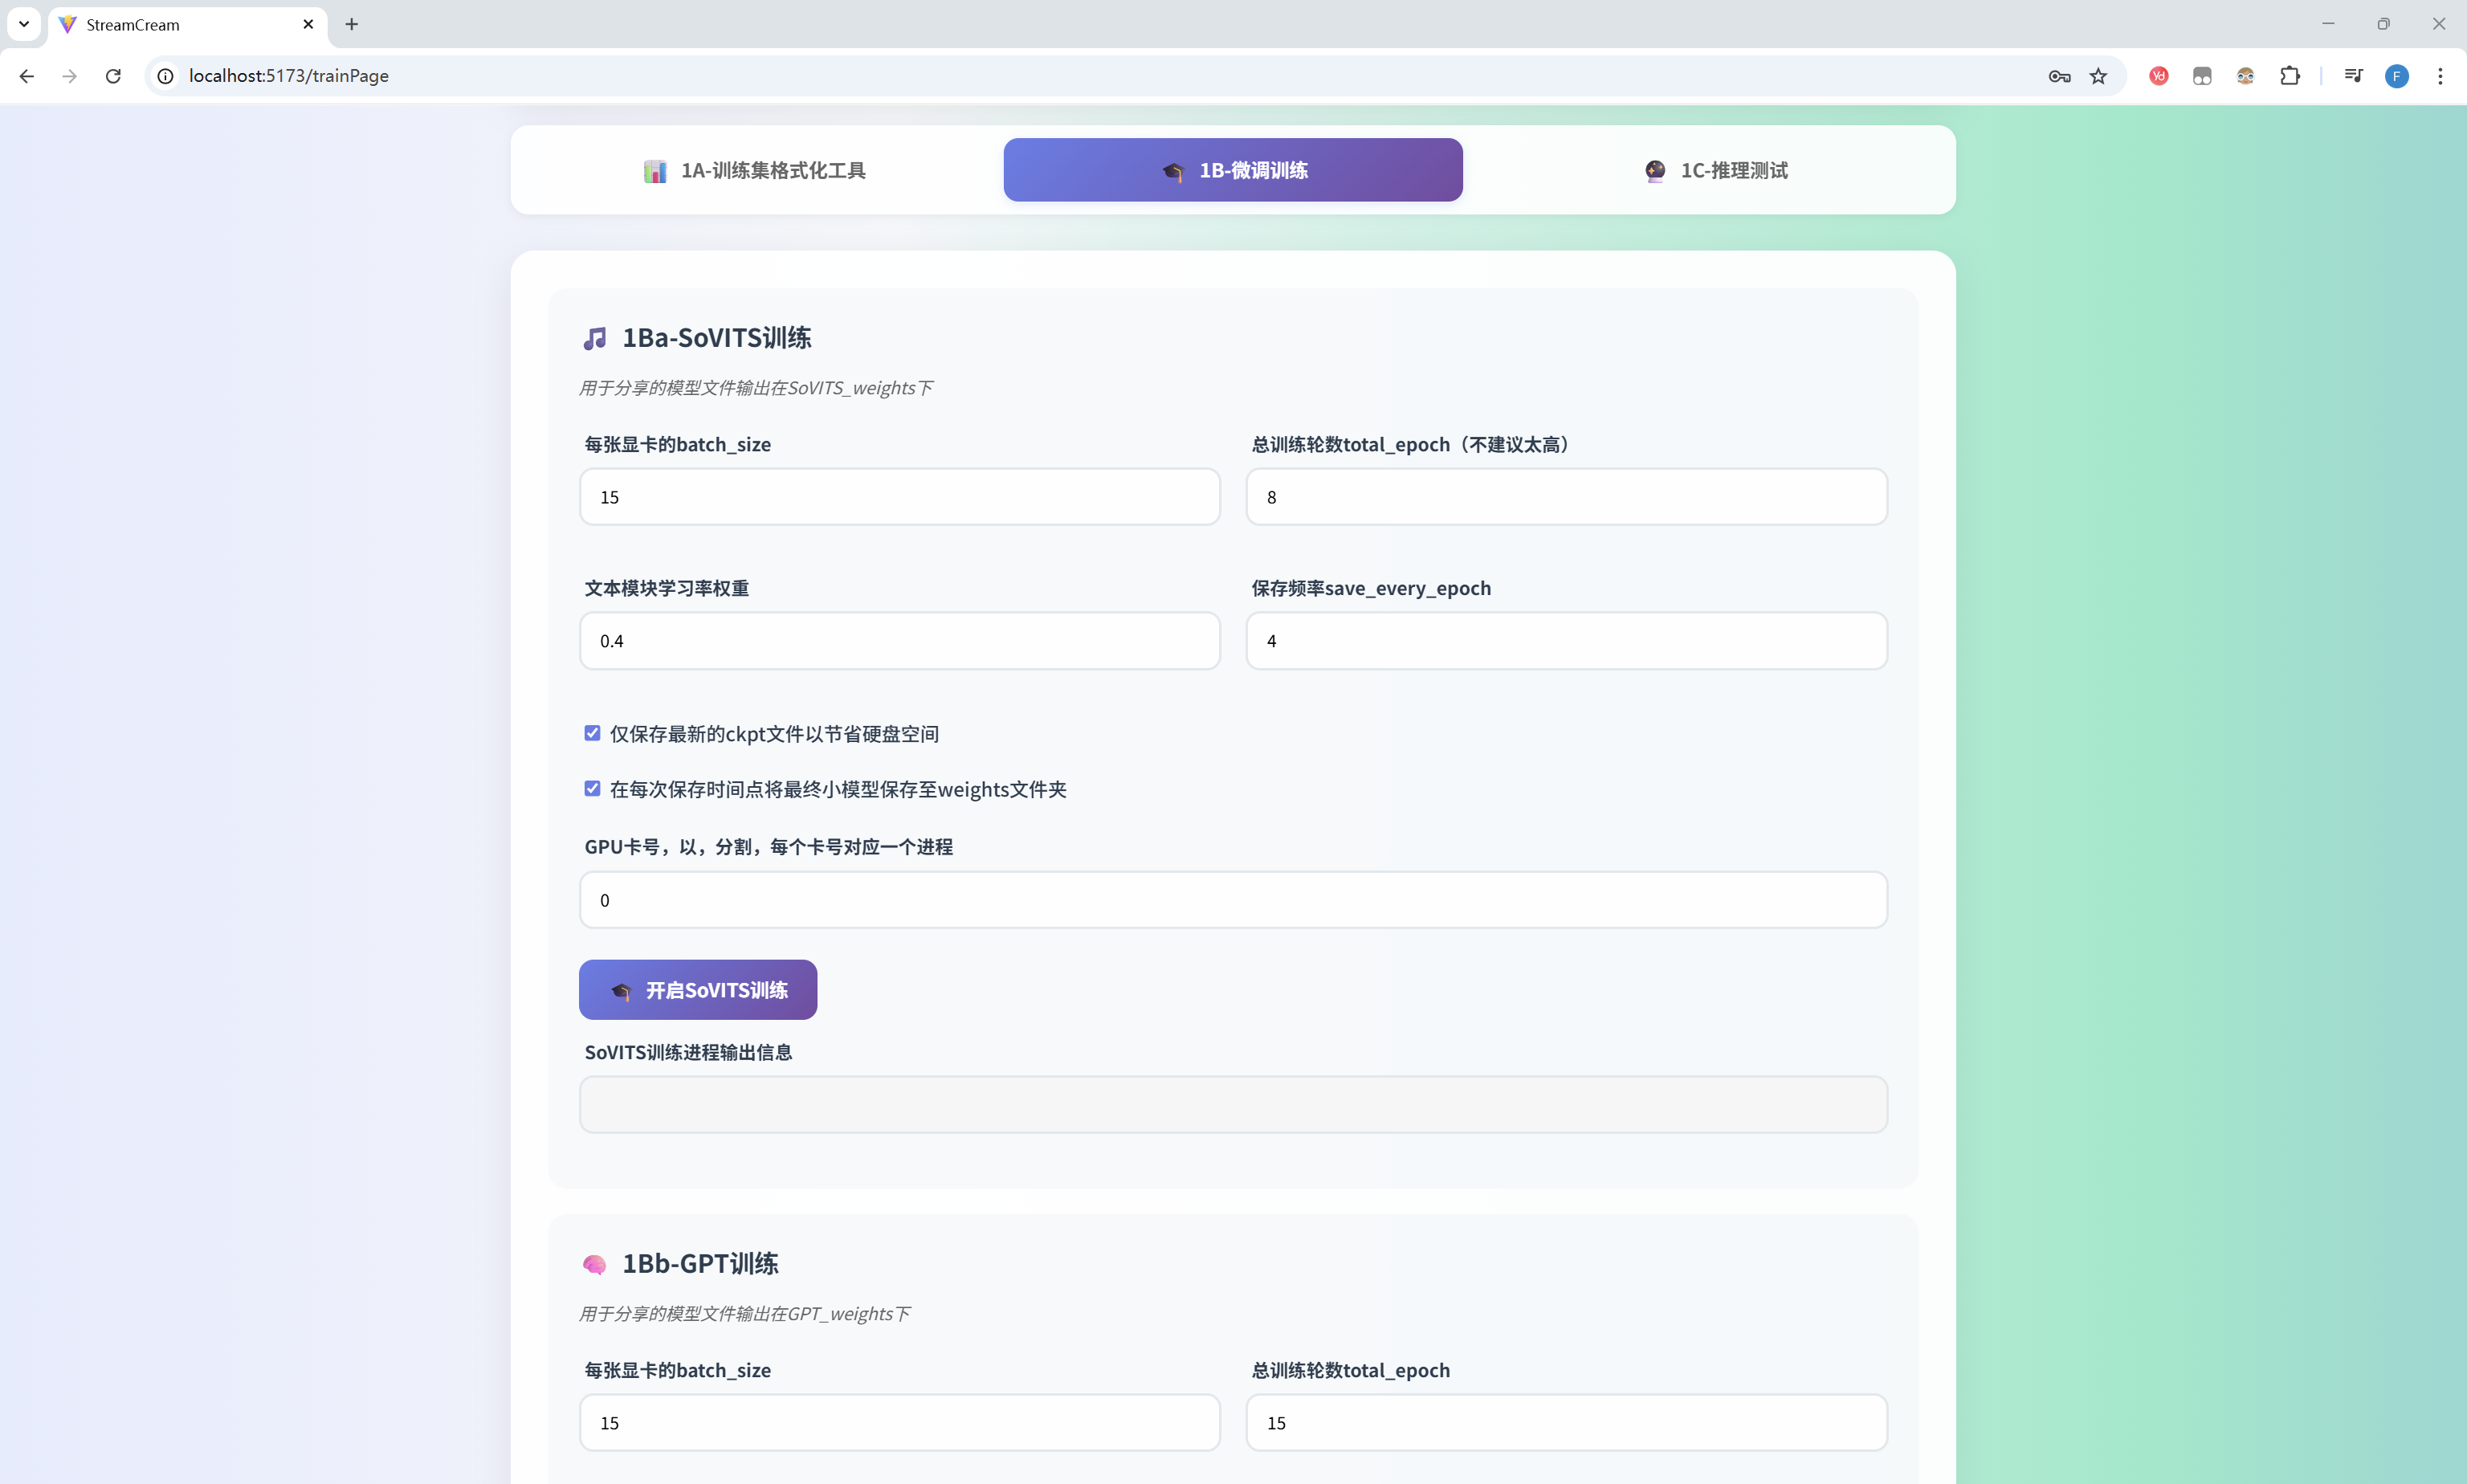 StreamCream
localhost:5173/trainPage
F
1A-训练集格式化工具
1B-微调训练
1C-推理测试
1Ba-SoVITS训练
用于分享的模型文件输出在SoVITS_weights下
每张显卡的batch_size
总训练轮数total_epoch（不建议太高）
15
8
文本模块学习率权重
保存频率save_every_epoch
0.4
4
仅保存最新的ckpt文件以节省硬盘空间
在每次保存时间点将最终小模型保存至weights文件夹
GPU卡号，以，分割，每个卡号对应一个进程
0
开启SoVITS训练
SoVITS训练进程输出信息
1Bb-GPT训练
用于分享的模型文件输出在GPT_weights下
每张显卡的batch_size
总训练轮数total_epoch
15
15